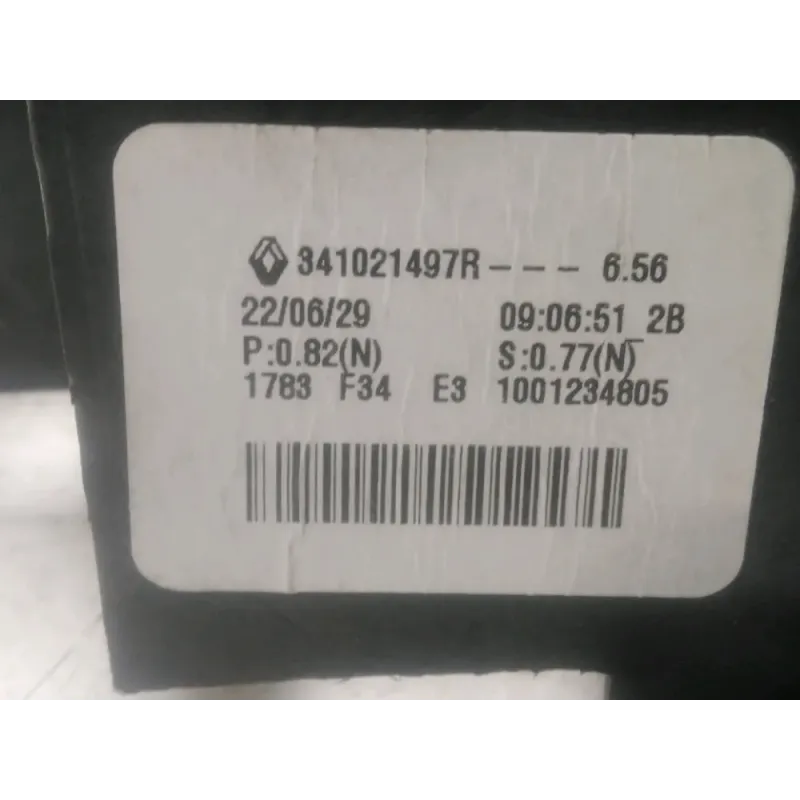 341021497R--- 6.56
22/06/29 09:06:51 2B
P:0.82(N) S:0.77(N)
1783 F34 E3 1001234805